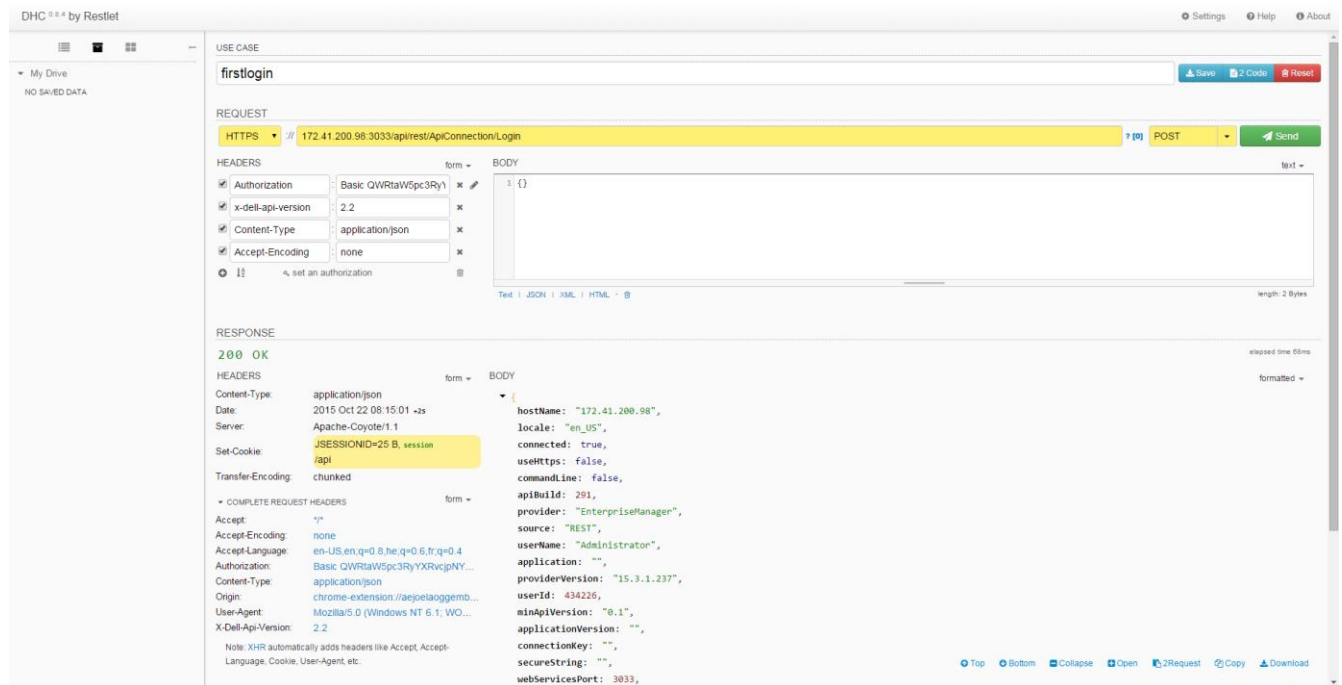 DHC 0.8.4 by Restlet
Settings Help About
My Drive
NO SAVED DATA
USE CASE
firstlogin
Save 2 Code Reset
REQUEST
HTTPS :// 172.41.200.98:3033/api/rest/ApiConnection/Login ? [0] POST Send
HEADERS form
BODY text
Authorization : Basic
x-dell-api-version : 2.2
Content-Type : application/json
Accept-Encoding : none
set an authorization
1 {}
Text | JSON | XML | HTML
length: 2 Bytes
RESPONSE
200 OK
elapsed time 68ms
HEADERS form
Content-Type: application/json
Date: 2015 Oct 22 08:15:01 +2s
Server: Apache-Coyote/1.1
Set-Cookie: JSESSIONID=25 B, session
/api
Transfer-Encoding: chunked
COMPLETE REQUEST HEADERS form
Accept: */*
Accept-Encoding: none
Accept-Language: en-US,en;q=0.8,he;q=0.6,fr;q=0.4
Authorization: Basic
Content-Type: application/json
Origin: chrome-extension://aejoelaoggemb...
User-Agent: Mozilla/5.0 (Windows NT 6.1; WO...
X-Dell-Api-Version: 2.2
Note: XHR automatically adds headers like Accept, Accept-
Language, Cookie, User-Agent, etc.
BODY formatted
{
hostName: "172.41.200.98",
locale: "en_US",
connected: true,
useHttps: false,
commandLine: false,
apiBuild: 291,
provider: "EnterpriseManager",
source: "REST",
userName: "Administrator",
application: "",
providerVersion: "15.3.1.237",
userId: 434226,
minApiVersion: "0.1",
applicationVersion: "",
connectionKey: "",
secureString: "",
webServicesPort: 3033,
Top Bottom Collapse Open 2Request Copy Download